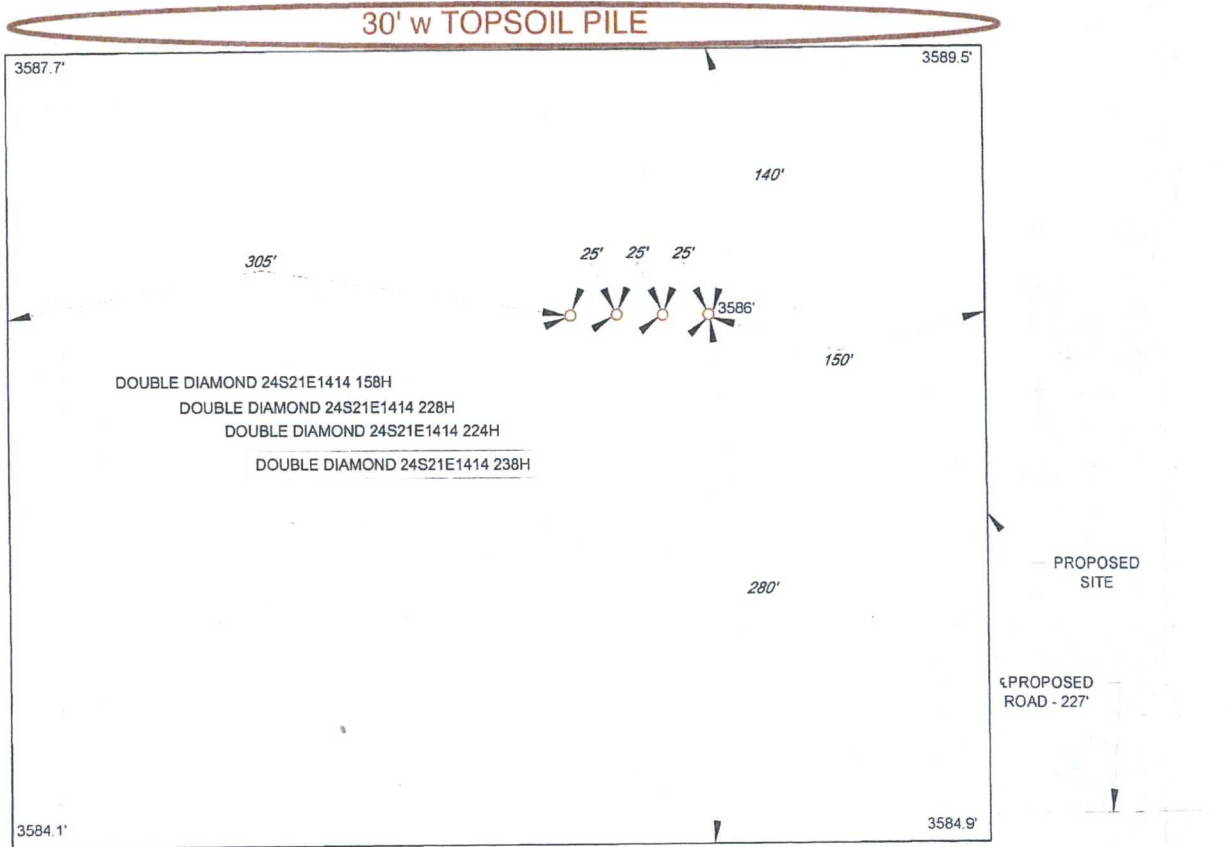 30' w TOPSOIL PILE
3587.7'
3589.5'
140'
305'
25' 25' 25'
3586'
150'
DOUBLE DIAMOND 24S21E1414 158H
DOUBLE DIAMOND 24S21E1414 228H
DOUBLE DIAMOND 24S21E1414 224H
DOUBLE DIAMOND 24S21E1414 238H
PROPOSED
SITE
280'
℄PROPOSED
ROAD - 227'
3584.1'
3584.9'